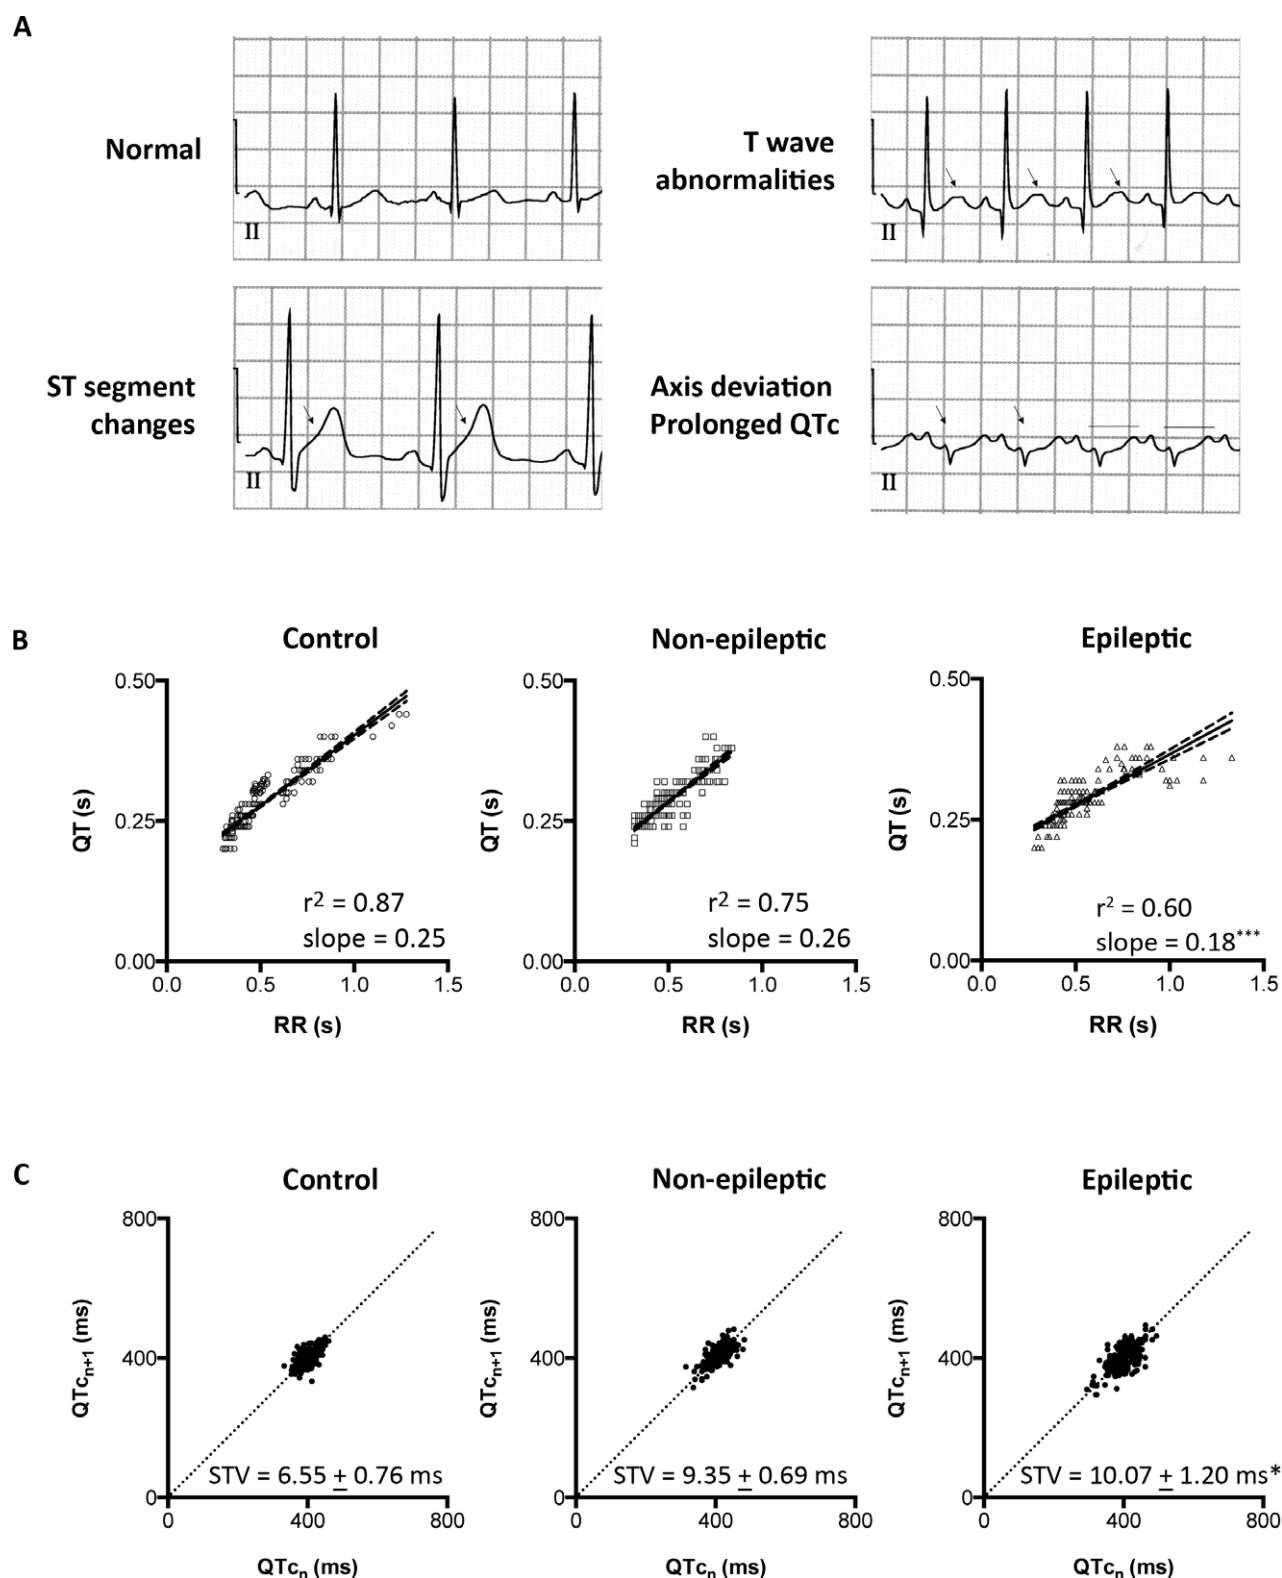 A
Normal
II
T wave
abnormalities
II
ST segment
changes
II
Axis deviation
Prolonged QTc
II
B
Control
0.50
0.25
0.00
QT (s)
r² = 0.87
slope = 0.25
0.0 0.5 1.0 1.5
RR (s)
Non-epileptic
0.50
0.25
0.00
QT (s)
r² = 0.75
slope = 0.26
0.0 0.5 1.0 1.5
RR (s)
Epileptic
0.50
0.25
0.00
QT (s)
r² = 0.60
slope = 0.18***
0.0 0.5 1.0 1.5
RR (s)
C
Control
800
400
0
QTcₙ₊₁ (ms)
STV = 6.55 ± 0.76 ms
0 400 800
QTcₙ (ms)
Non-epileptic
800
400
0
QTcₙ₊₁ (ms)
STV = 9.35 ± 0.69 ms
0 400 800
QTcₙ (ms)
Epileptic
800
400
0
QTcₙ₊₁ (ms)
STV = 10.07 ± 1.20 ms*
0 400 800
QTcₙ (ms)